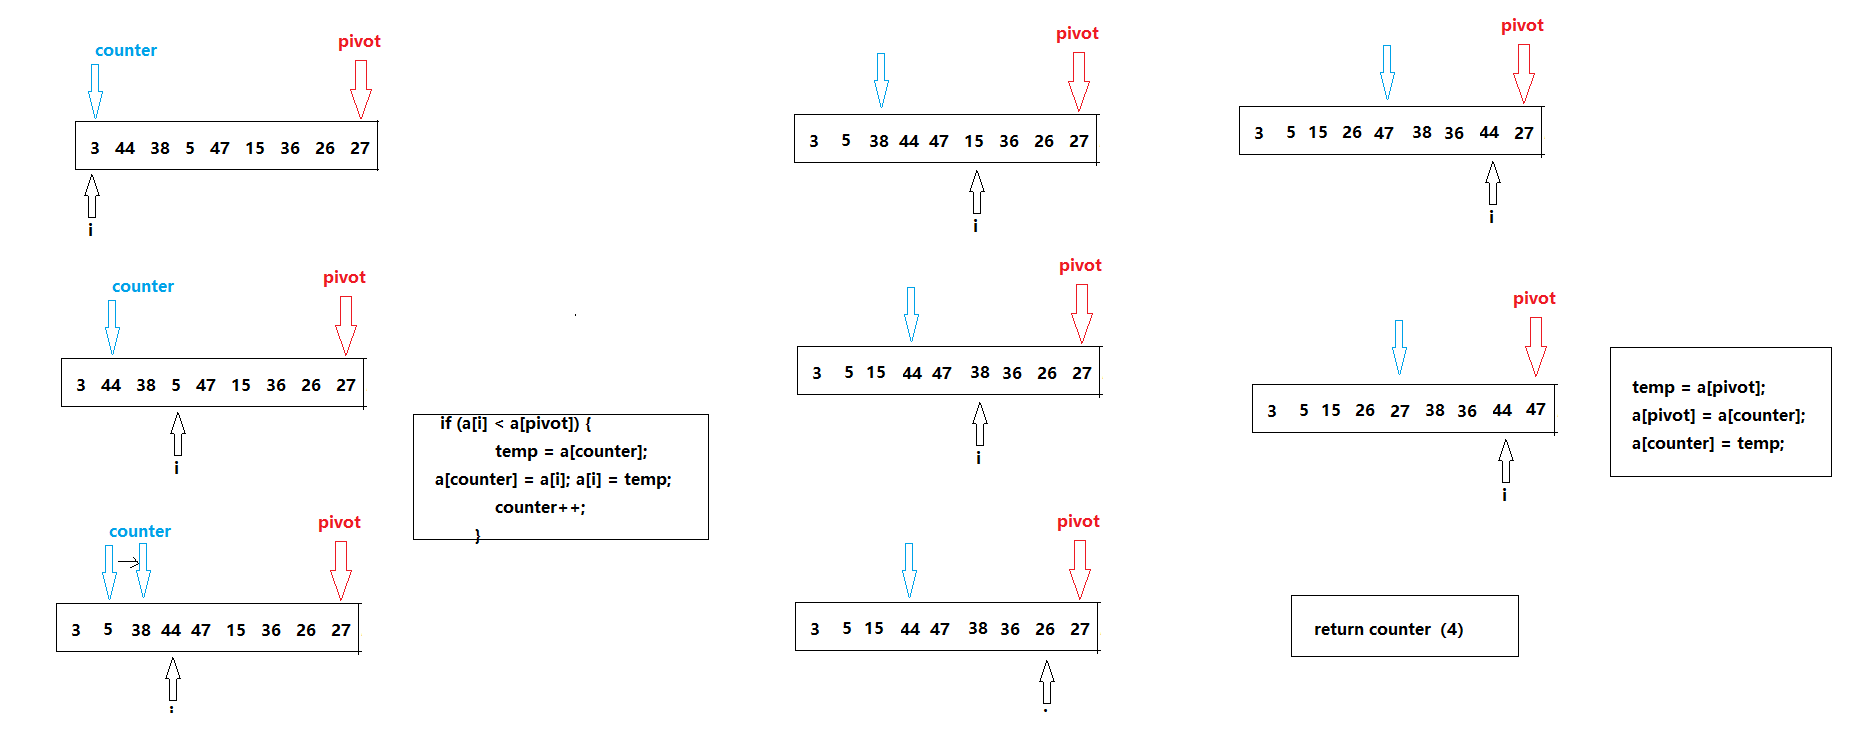 counter
pivot
3 44 38 5 47 15 36 26 27
i
counter
pivot
3 44 38 5 47 15 36 26 27
i
if (a[i] < a[pivot]) {
temp = a[counter];
a[counter] = a[i]; a[i] = temp;
counter++;
}
counter
pivot
3 5 38 44 47 15 36 26 27
pivot
3 5 38 44 47 15 36 26 27
i
pivot
3 5 15 44 47 38 36 26 27
i
pivot
3 5 15 44 47 38 36 26 27
pivot
3 5 15 26 47 38 36 44 27
i
pivot
3 5 15 26 27 38 36 44 47
i
temp = a[pivot];
a[pivot] = a[counter];
a[counter] = temp;
return counter（4）